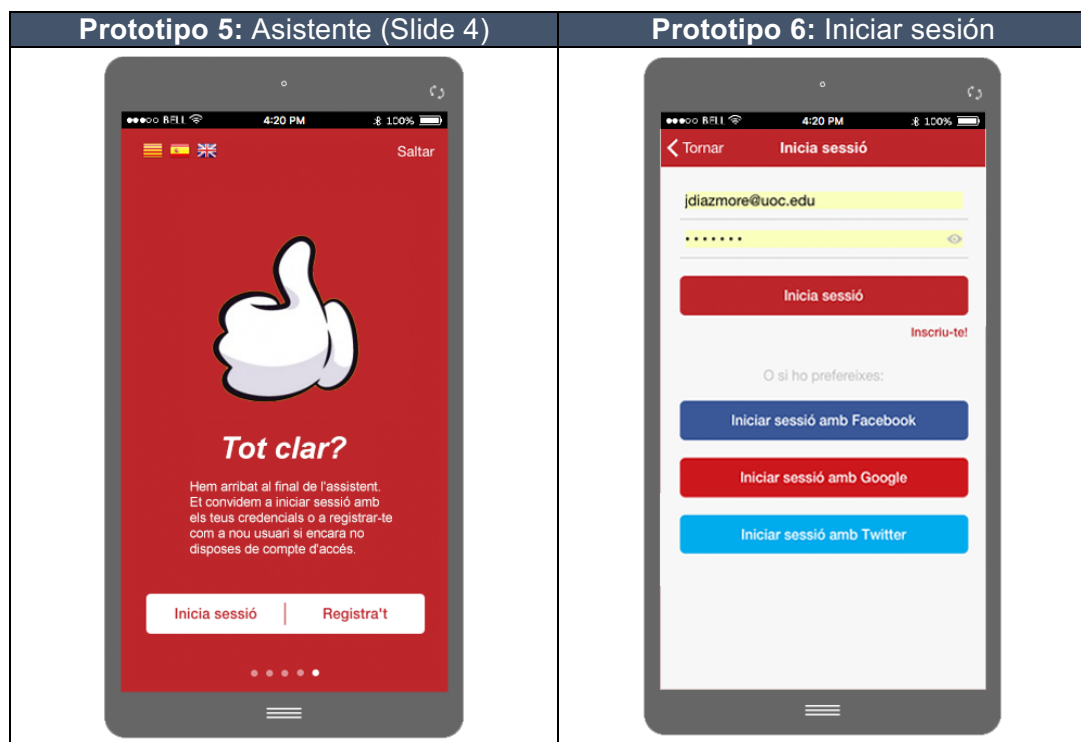 Prototipo 5: Asistente (Slide 4)
Prototipo 6: Iniciar sesión
BELL 4:20 PM 100%
Saltar
Tot clar?
Hem arribat al final de l'assistent.
Et convidem a iniciar sessió amb
els teus credencials o a registrar-te
com a nou usuari si encara no
disposes de compte d'accés.
Inicia sessió
Registra't
BELL 4:20 PM 100%
Tornar
Inicia sessió
jdiazmore@uoc.edu
•••••••
Inicia sessió
Inscriu-te!
O si ho prefereixes:
Iniciar sessió amb Facebook
Iniciar sessió amb Google
Iniciar sessió amb Twitter